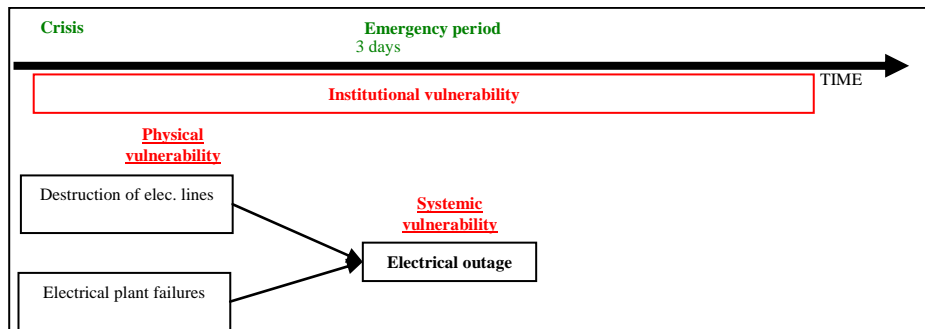 Crisis
Emergency period
3 days
TIME
Institutional vulnerability
Physical
vulnerability
Destruction of elec. lines
Systemic
vulnerability
Electrical outage
Electrical plant failures